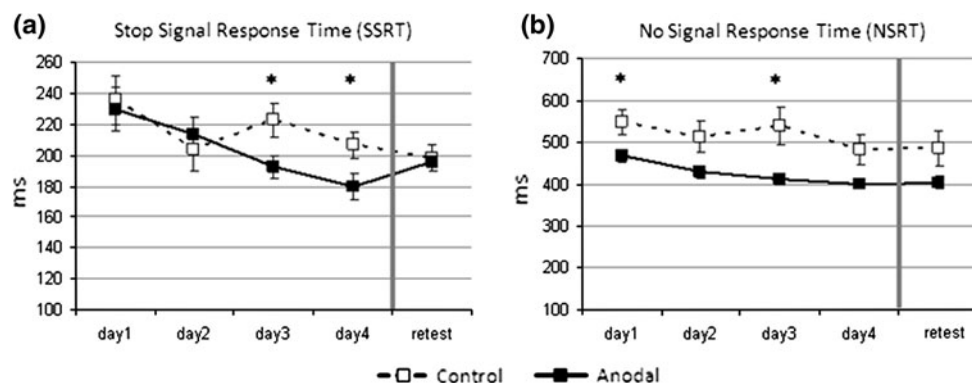 (a) Stop Signal Response Time (SSRT)
260
240
220
200
180
160
140
120
100
ms
* *
day1 day2 day3 day4 retest
(b) No Signal Response Time (NSRT)
700
600
500
400
300
200
100
ms
* *
day1 day2 day3 day4 retest
Control Anodal